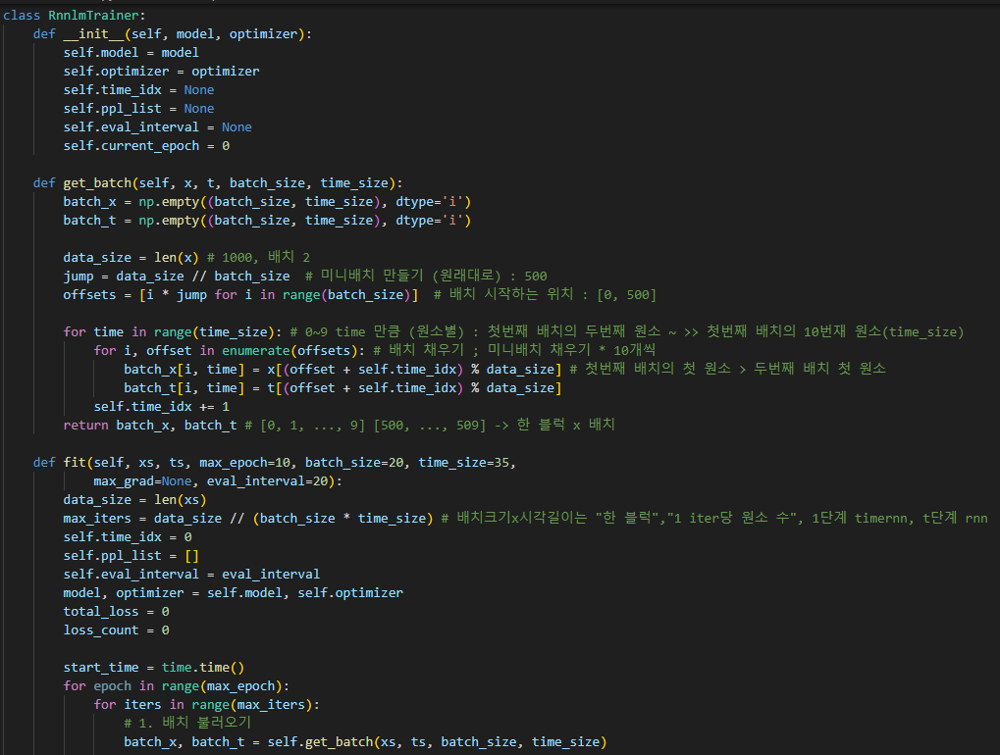 class RnnlmTrainer:
    def __init__(self, model, optimizer):
        self.model = model
        self.optimizer = optimizer
        self.time_idx = None
        self.ppl_list = None
        self.eval_interval = None
        self.current_epoch = 0

    def get_batch(self, x, t, batch_size, time_size):
        batch_x = np.empty((batch_size, time_size), dtype='i')
        batch_t = np.empty((batch_size, time_size), dtype='i')

        data_size = len(x) # 1000, 배치 2
        jump = data_size // batch_size  # 미니배치 만들기 (원래대로) : 500
        offsets = [i * jump for i in range(batch_size)]  # 배치 시작하는 위치 : [0, 500]

        for time in range(time_size): # 0~9 time 만큼 (원소별) : 첫번째 배치의 두번째 원소 ~ >> 첫번째 배치의 10번재 원소(time_size)
            for i, offset in enumerate(offsets): # 배치 채우기 ; 미니배치 채우기 * 10개씩
                batch_x[i, time] = x[(offset + self.time_idx) % data_size] # 첫번째 배치의 첫 원소 > 두번째 배치 첫 원소
                batch_t[i, time] = t[(offset + self.time_idx) % data_size]
            self.time_idx += 1
        return batch_x, batch_t # [0, 1, ..., 9] [500, ..., 509] -> 한 블럭 x 배치

    def fit(self, xs, ts, max_epoch=10, batch_size=20, time_size=35,
            max_grad=None, eval_interval=20):
        data_size = len(xs)
        max_iters = data_size // (batch_size * time_size) # 배치크기x시각길이는 "한 블럭","1 iter당 원소 수", 1단계 timernn, t단계 rnn
        self.time_idx = 0
        self.ppl_list = []
        self.eval_interval = eval_interval
        model, optimizer = self.model, self.optimizer
        total_loss = 0
        loss_count = 0

        start_time = time.time()
        for epoch in range(max_epoch):
            for iters in range(max_iters):
                # 1. 배치 불러오기
                batch_x, batch_t = self.get_batch(xs, ts, batch_size, time_size)